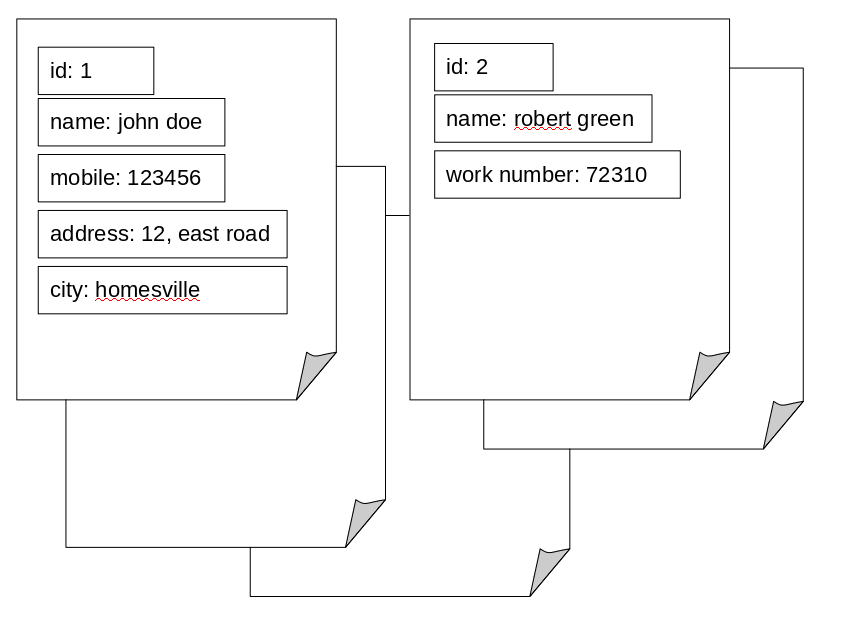 id: 1
name: john doe
mobile: 123456
address: 12, east road
city: homesville
id: 2
name: robert green
work number: 72310